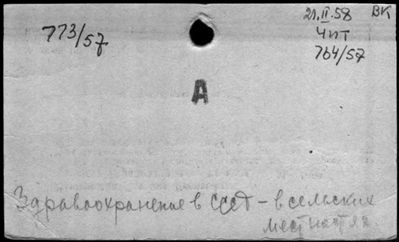 21.II.58 ВК
773/57 Чит
764/57
А
Здравоохранение в СССР - в сельских
местностях